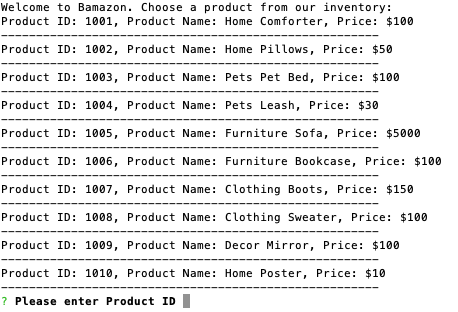 Welcome to Bamazon. Choose a product from our inventory:
Product ID: 1001, Product Name: Home Comforter, Price: $100
------------------------------------------------------
Product ID: 1002, Product Name: Home Pillows, Price: $50
------------------------------------------------------
Product ID: 1003, Product Name: Pets Pet Bed, Price: $100
------------------------------------------------------
Product ID: 1004, Product Name: Pets Leash, Price: $30
------------------------------------------------------
Product ID: 1005, Product Name: Furniture Sofa, Price: $5000
------------------------------------------------------
Product ID: 1006, Product Name: Furniture Bookcase, Price: $100
------------------------------------------------------
Product ID: 1007, Product Name: Clothing Boots, Price: $150
------------------------------------------------------
Product ID: 1008, Product Name: Clothing Sweater, Price: $100
------------------------------------------------------
Product ID: 1009, Product Name: Decor Mirror, Price: $100
------------------------------------------------------
Product ID: 1010, Product Name: Home Poster, Price: $10
------------------------------------------------------
? Please enter Product ID